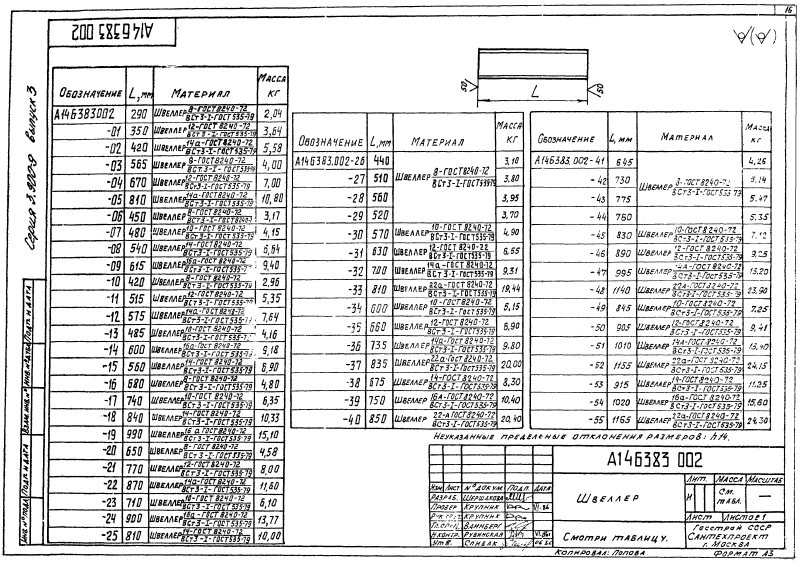 16
А14Б383 002
Серия 3.900-9 выпуск 3
50 L 50
Обозначение L, мм Материал Масса кг
А14Б383.002 290 Швеллер 8-ГОСТ 8240-72 / ВСт3-I-ГОСТ 535-79 2,04
-01 350 Швеллер 12-ГОСТ 8240-72 / ВСт3-I-ГОСТ 535-79 3,64
-02 420 Швеллер 14а-ГОСТ 8240-72 / ВСт3-I-ГОСТ 535-79 5,58
-03 565 Швеллер 8-ГОСТ 8240-72 / ВСт3-I-ГОСТ 535-79 4,00
-04 670 Швеллер 12-ГОСТ 8240-72 / ВСт3-I-ГОСТ 535-79 7,00
-05 810 Швеллер 14а-ГОСТ 8240-72 / ВСт3-I-ГОСТ 535-79 10,80
-06 450 Швеллер 8-ГОСТ 8240-72 / ВСт3-I-ГОСТ 535-79 3,17
-07 480 Швеллер 10-ГОСТ 8240-72 / ВСт3-I-ГОСТ 535-79 4,15
-08 540 Швеллер 14-ГОСТ 8240-72 / ВСт3-I-ГОСТ 535-79 6,64
-09 615 Швеллер 16а-ГОСТ 8240-72 / ВСт3-I-ГОСТ 535-79 9,40
-10 420 Швеллер 8-ГОСТ 8240-72 / ВСт3-I-ГОСТ 535-79 2,96
-11 515 Швеллер 12-ГОСТ 8240-72 / ВСт3-I-ГОСТ 535-79 5,35
-12 575 Швеллер 14а-ГОСТ 8240-72 / ВСт3-I-ГОСТ 535-79 7,64
-13 485 Швеллер 10-ГОСТ 8240-72 / ВСт3-I-ГОСТ 535-79 4,16
-14 600 Швеллер 16а-ГОСТ 8240-72 / ВСт3-I-ГОСТ 535-79 9,18
-15 560 Швеллер 14-ГОСТ 8240-72 / ВСт3-I-ГОСТ 535-79 6,90
-16 680 Швеллер 8-ГОСТ 8240-72 / ВСт3-I-ГОСТ 535-79 4,80
-17 740 Швеллер 10-ГОСТ 8240-72 / ВСт3-I-ГОСТ 535-79 6,35
-18 840 Швеллер 14-ГОСТ 8240-72 / ВСт3-I-ГОСТ 535-79 10,33
-19 990 Швеллер 16а-ГОСТ 8240-72 / ВСт3-I-ГОСТ 535-79 15,10
-20 650 Швеллер 8-ГОСТ 8240-72 / ВСт3-I-ГОСТ 535-79 4,58
-21 770 Швеллер 12-ГОСТ 8240-72 / ВСт3-I-ГОСТ 535-79 8,00
-22 870 Швеллер 14а-ГОСТ 8240-72 / ВСт3-I-ГОСТ 535-79 11,60
-23 710 Швеллер 10-ГОСТ 8240-72 / ВСт3-I-ГОСТ 535-79 6,10
-24 900 Швеллер 16а-ГОСТ 8240-72 / ВСт3-I-ГОСТ 535-79 13,77
-25 810 Швеллер 14-ГОСТ 8240-72 / ВСт3-I-ГОСТ 535-79 10,00
Обозначение L, мм Материал Масса кг
А14Б383.002-26 440 3,10
-27 510 Швеллер 8-ГОСТ 8240-72 / ВСт3-I-ГОСТ 535-79 3,80
-28 560 3,95
-29 520 3,70
-30 570 Швеллер 10-ГОСТ 8240-72 / ВСт3-I-ГОСТ 535-79 4,90
-31 630 Швеллер 12-ГОСТ 8240-72 / ВСт3-I-ГОСТ 535-79 6,55
-32 700 Швеллер 14а-ГОСТ 8240-72 / ВСт3-I-ГОСТ 535-79 9,31
-33 810 Швеллер 22а-ГОСТ 8240-72 / ВСт3-I-ГОСТ 535-79 19,44
-34 600 Швеллер 10-ГОСТ 8240-72 / ВСт3-I-ГОСТ 535-79 5,15
-35 660 Швеллер 12-ГОСТ 8240-72 / ВСт3-I-ГОСТ 535-79 6,90
-36 735 Швеллер 14а-ГОСТ 8240-72 / ВСт3-I-ГОСТ 535-79 9,80
-37 835 Швеллер 22а-ГОСТ 8240-72 / ВСт3-I-ГОСТ 535-79 20,00
-38 675 Швеллер 14-ГОСТ 8240-72 / ВСт3-I-ГОСТ 535-79 8,30
-39 750 Швеллер 16А-ГОСТ 8240-72 / ВСт3-I-ГОСТ 535-79 10,40
-40 850 Швеллер 22-А ГОСТ 8240-72 / ВСт3-I-ГОСТ 535-79 20,40
Обозначение L, мм Материал Масса кг
А14Б383.002-41 645 4,26
-42 730 Швеллер 8-ГОСТ 8240-72 / ВСт3-I-ГОСТ 535-79 5,14
-43 775 5,47
-44 760 5,35
-45 830 Швеллер 10-ГОСТ 8240-72 / ВСт3-I-ГОСТ 535-79 7,12
-46 890 Швеллер 12-ГОСТ 8240-72 / ВСт3-I-ГОСТ 535-79 9,25
-47 995 Швеллер 14А-ГОСТ 8240-72 / ВСт3-I-ГОСТ 535-79 13,20
-48 1140 Швеллер 22а-ГОСТ 8240-72 / ВСт3-I-ГОСТ 535-79 23,90
-49 845 Швеллер 10-ГОСТ 8240-72 / ВСт3-I-ГОСТ 535-79 7,25
-50 905 Швеллер 12-ГОСТ 8240-72 / ВСт3-I-ГОСТ 535-79 9,41
-51 1010 Швеллер 14А-ГОСТ 8240-72 / ВСт3-I-ГОСТ 535-79 13,40
-52 1155 Швеллер 22а-ГОСТ 8240-72 / ВСт3-I-ГОСТ 535-79 24,15
-53 915 Швеллер 14-ГОСТ 8240-72 / ВСт3-I-ГОСТ 535-79 11,25
-54 1020 Швеллер 16а-ГОСТ 8240-72 / ВСт3-I-ГОСТ 535-79 15,60
-55 1165 Швеллер 22а-ГОСТ 8240-72 / ВСт3-I-ГОСТ 535-79 24,30
Неуказанные предельные отклонения размеров: h14.
А14Б383 002
Изм Лист № докум. Подп. Дата
Разраб. Шершакова
Провер Крупник VI.86
Крупник
Вайнберг
Н.контр. Рувинская
Утв. Спивак
Швеллер
Смотри таблицу.
Лит. Масса Масштаб
И См. табл. —
Лист Листов 1
Госстрой СССР
Сантехпроект
г. Москва
Копировал: Попова Формат А3
Инв.№подл. Подп. и дата Взам.инв.№ Инв.№дубл. Подп. и дата